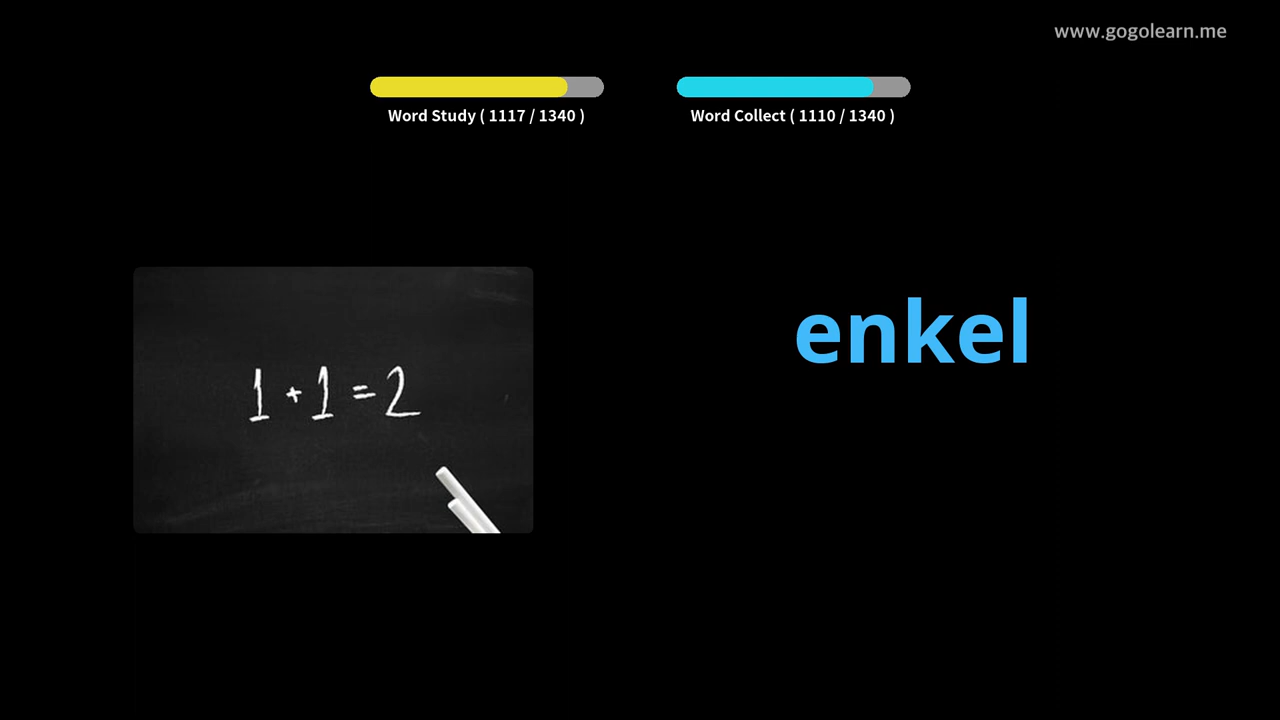 www.gogolearn.me
Word Study ( 1117 / 1340 )
Word Collect ( 1110 / 1340 )
enkel
1 + 1 = 2